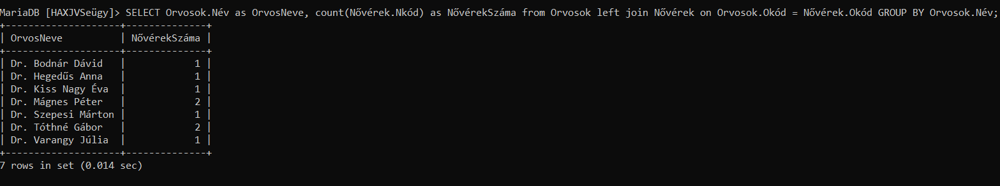 MariaDB [HAXJVSeügy]> SELECT Orvosok.Név as OrvosNeve, count(Nővérek.Nkód) as NővérekSzáma from Orvosok left join Nővérek on Orvosok.Okód = Nővérek.Okód GROUP BY Orvosok.Név;
+--------------------+--------------+
| OrvosNeve          | NővérekSzáma |
+--------------------+--------------+
| Dr. Bodnár Dávid   |            1 |
| Dr. Hegedűs Anna   |            1 |
| Dr. Kiss Nagy Éva  |            1 |
| Dr. Mágnes Péter   |            2 |
| Dr. Szepesi Márton |            1 |
| Dr. Tóthné Gábor   |            2 |
| Dr. Varangy Júlia  |            1 |
+--------------------+--------------+
7 rows in set (0.014 sec)